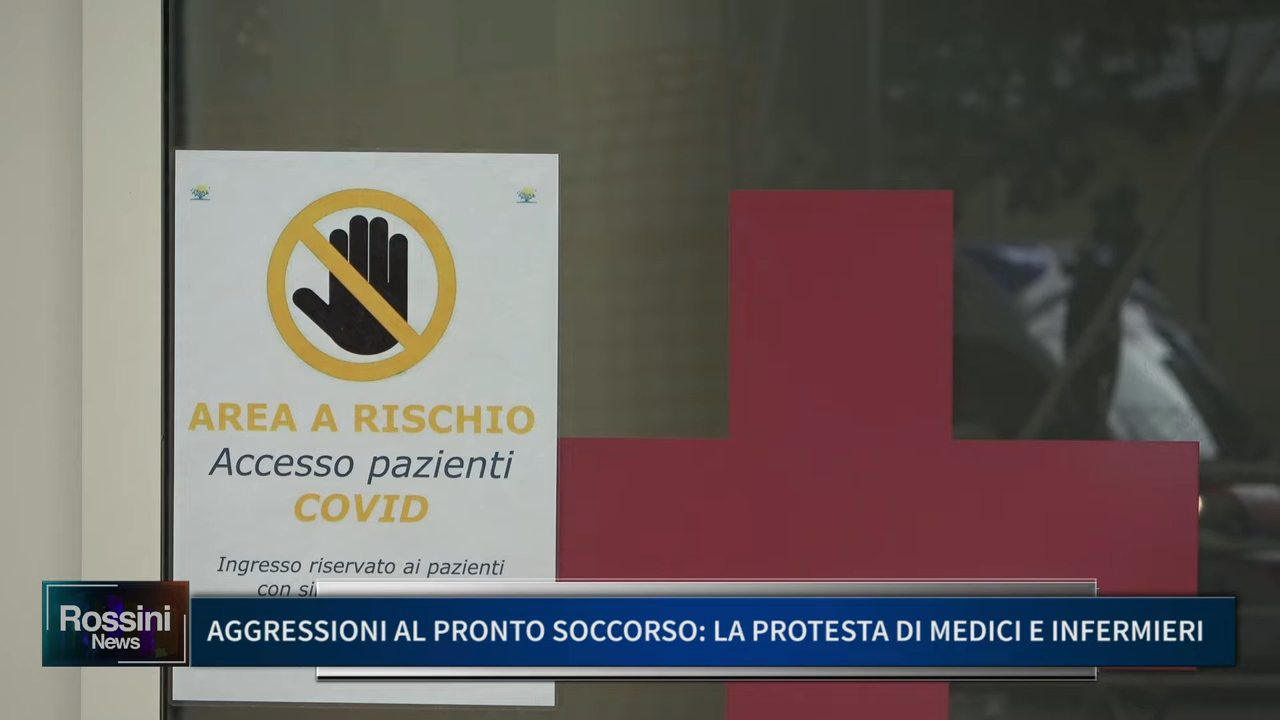 AREA A RISCHIO
Accesso pazienti
COVID
Ingresso riservato ai pazienti
con
Rossini
News
AGGRESSIONI AL PRONTO SOCCORSO: LA PROTESTA DI MEDICI E INFERMIERI